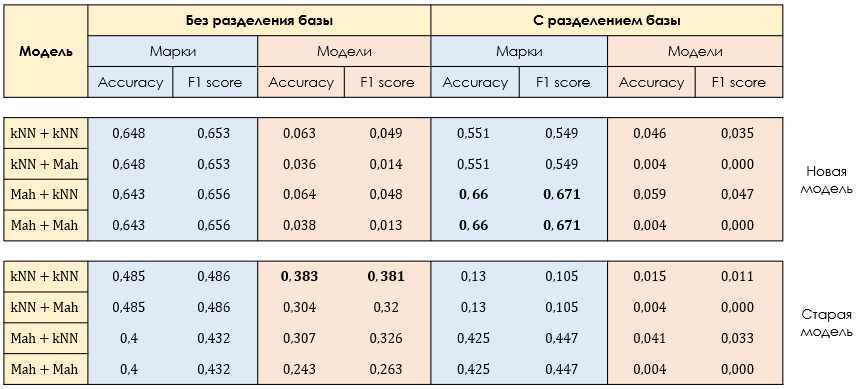 Модель Без разделения базы С разделением базы
Марки Модели Марки Модели
Accuracy F1 score Accuracy F1 score Accuracy F1 score Accuracy F1 score
kNN + kNN 0,648 0,653 0,063 0,049 0,551 0,549 0,046 0,035
kNN + Mah 0,648 0,653 0,036 0,014 0,551 0,549 0,004 0,000
Mah + kNN 0,643 0,656 0,064 0,048 0,66 0,671 0,059 0,047
Mah + Mah 0,643 0,656 0,038 0,013 0,66 0,671 0,004 0,000
Новая
модель
kNN + kNN 0,485 0,486 0,383 0,381 0,13 0,105 0,015 0,011
kNN + Mah 0,485 0,486 0,304 0,32 0,13 0,105 0,004 0,000
Mah + kNN 0,4 0,432 0,307 0,326 0,425 0,447 0,041 0,033
Mah + Mah 0,4 0,432 0,243 0,263 0,425 0,447 0,004 0,000
Старая
модель